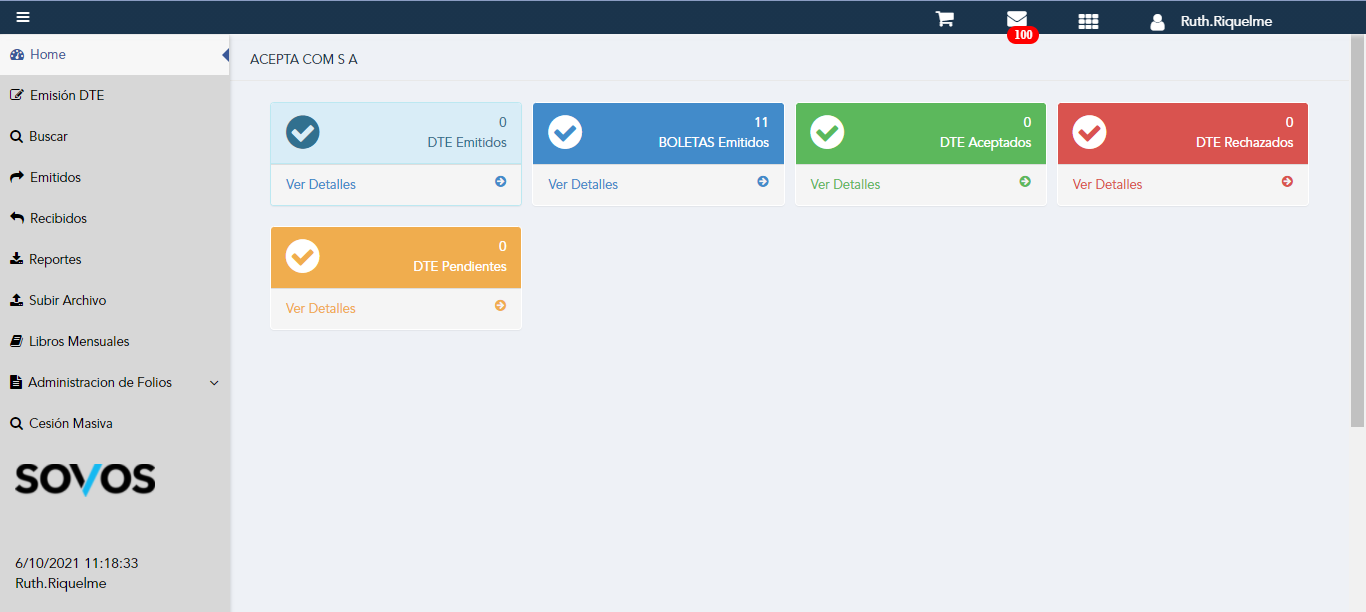 100
Ruth.Riquelme
Home
Emisión DTE
Buscar
Emitidos
Recibidos
Reportes
Subir Archivo
Libros Mensuales
Administracion de Folios
Cesión Masiva
SOVOS
6/10/2021 11:18:33
Ruth.Riquelme
ACEPTA COM S A
0
DTE Emitidos
Ver Detalles
11
BOLETAS Emitidos
Ver Detalles
0
DTE Aceptados
Ver Detalles
0
DTE Rechazados
Ver Detalles
0
DTE Pendientes
Ver Detalles